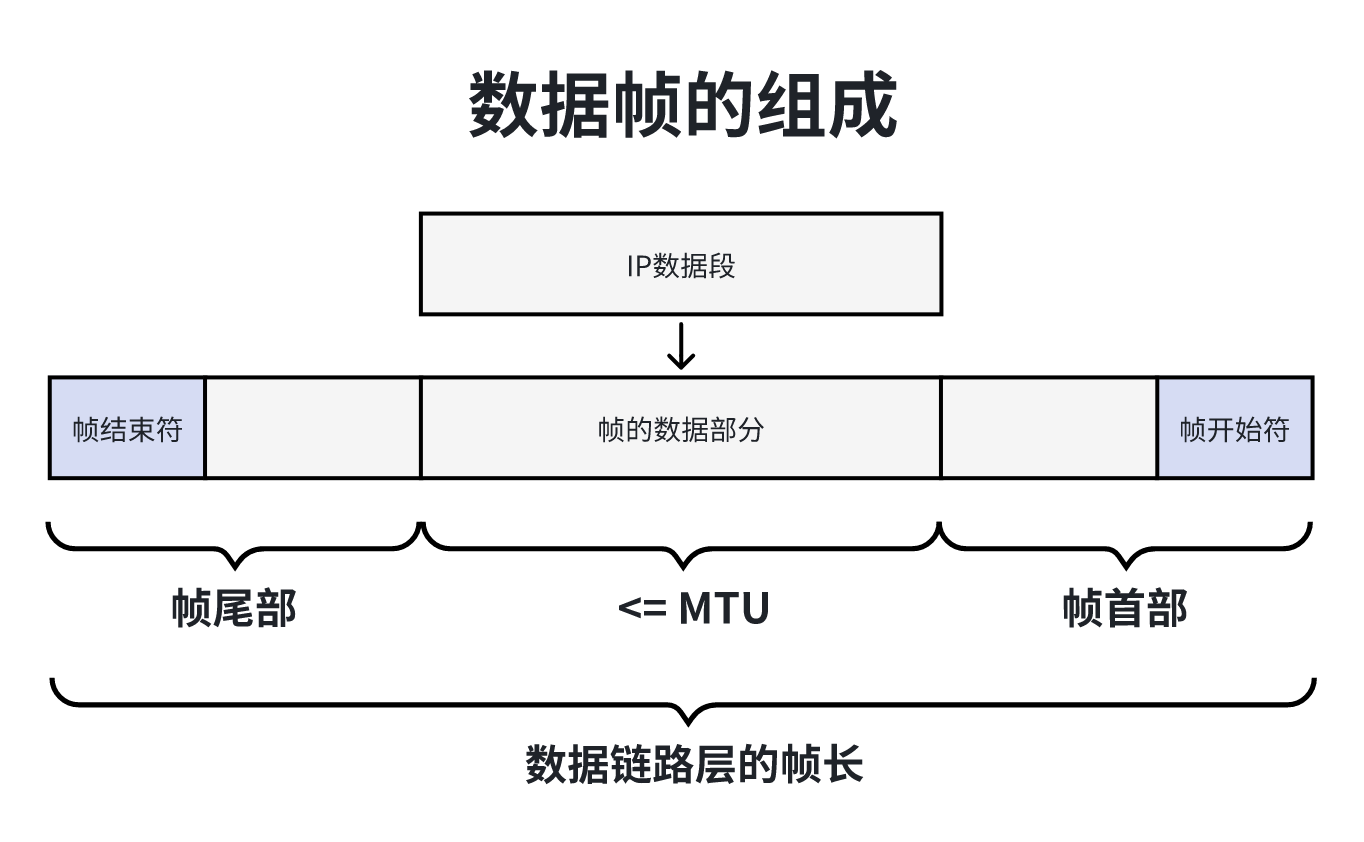 数据帧的组成
IP数据段
帧结束符
帧的数据部分
帧开始符
帧尾部
<= MTU
帧首部
数据链路层的帧长